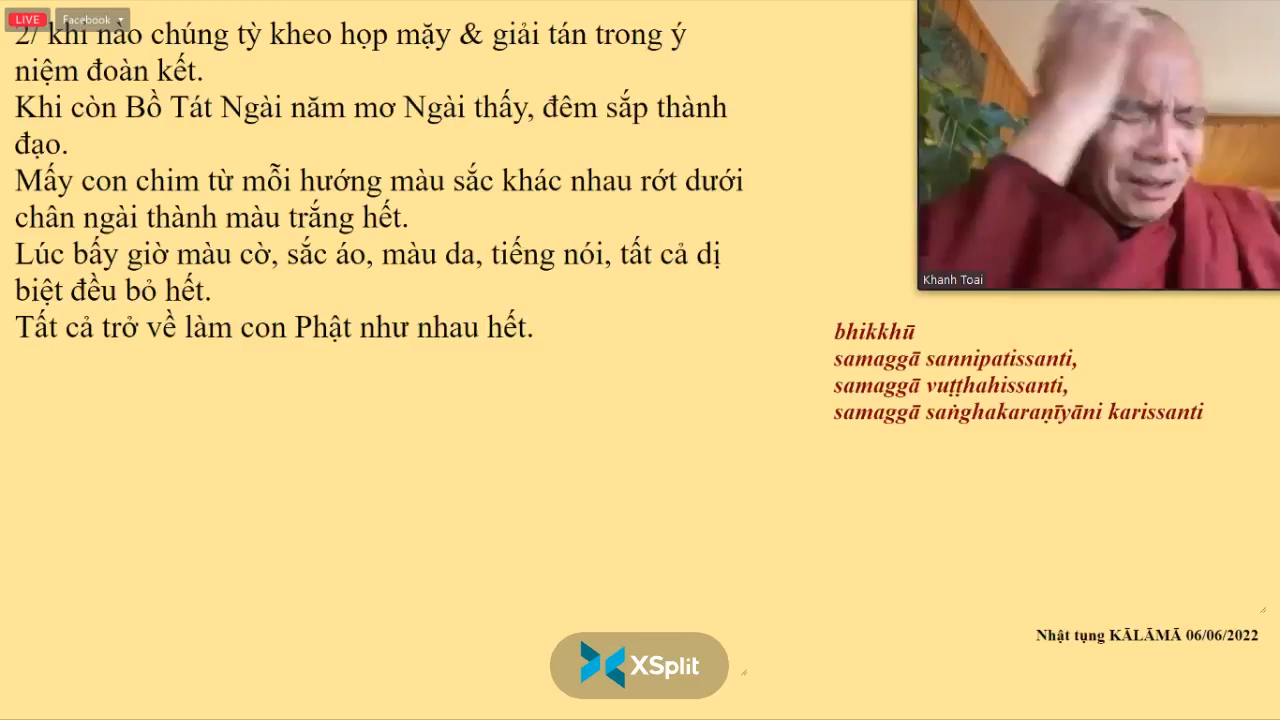 LIVE Facebook
2/ khi nào chúng tỳ kheo họp mặy & giải tán trong ý
niệm đoàn kết.
Khi còn Bồ Tát Ngài năm mơ Ngài thấy, đêm sắp thành
đạo.
Mấy con chim từ mỗi hướng màu sắc khác nhau rớt dưới
chân ngài thành màu trắng hết.
Lúc bấy giờ màu cờ, sắc áo, màu da, tiếng nói, tất cả dị
biệt đều bỏ hết.
Tất cả trở về làm con Phật như nhau hết.
Khanh Toai
bhikkhū
samaggā sannipatissanti,
samaggā vuṭṭhahissanti,
samaggā saṅghakaraṇīyāni karissanti
Nhật tụng KĀLĀMĀ 06/06/2022
XSplit